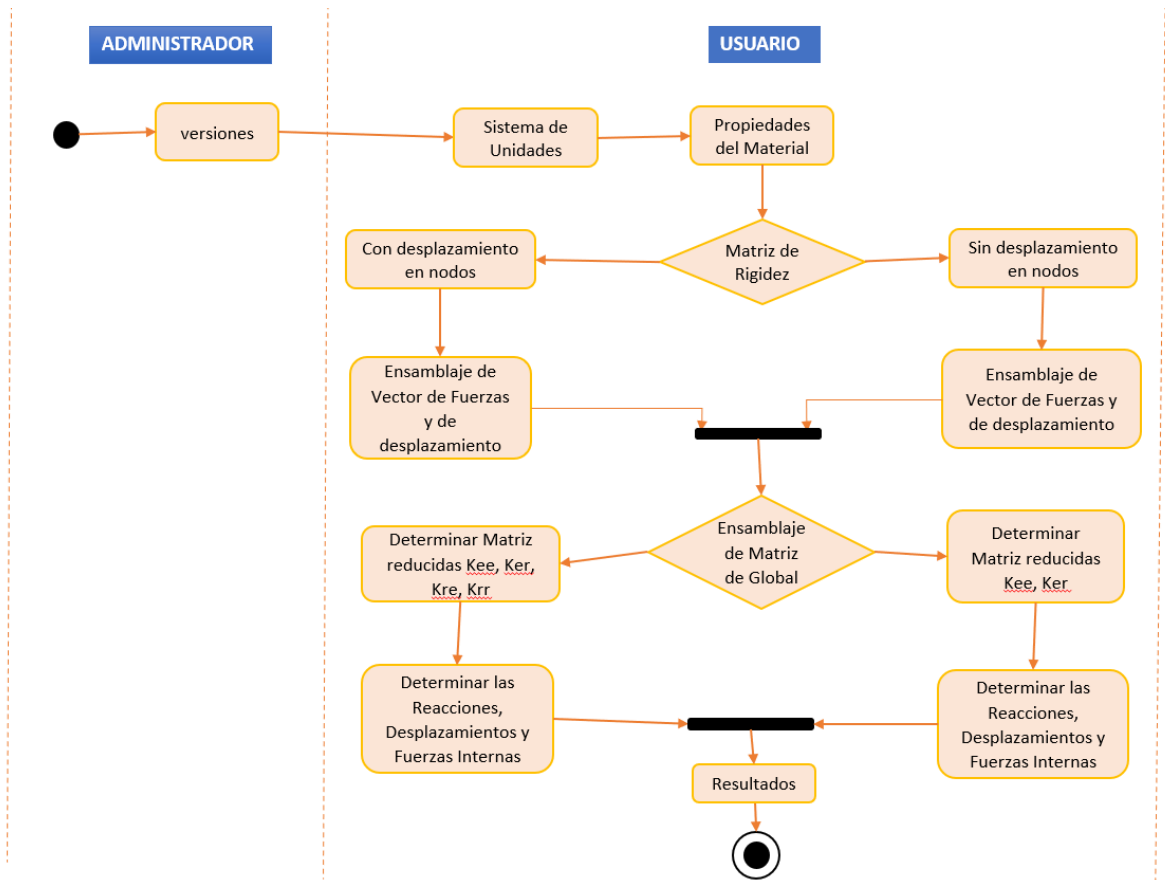 ADMINISTRADOR
USUARIO
versiones
Sistema de
Unidades
Propiedades
del Material
Con desplazamiento
en nodos
Matriz de
Rigidez
Sin desplazamiento
en nodos
Ensamblaje de
Vector de Fuerzas
y de
desplazamiento
Ensamblaje de
Vector de Fuerzas y
de desplazamiento
Determinar Matriz
reducidas Kee, Ker,
Kre, Krr
Ensamblaje
de Matriz
de Global
Determinar
Matriz reducidas
Kee, Ker
Determinar las
Reacciones,
Desplazamientos y
Fuerzas Internas
Determinar las
Reacciones,
Desplazamientos y
Fuerzas Internas
Resultados